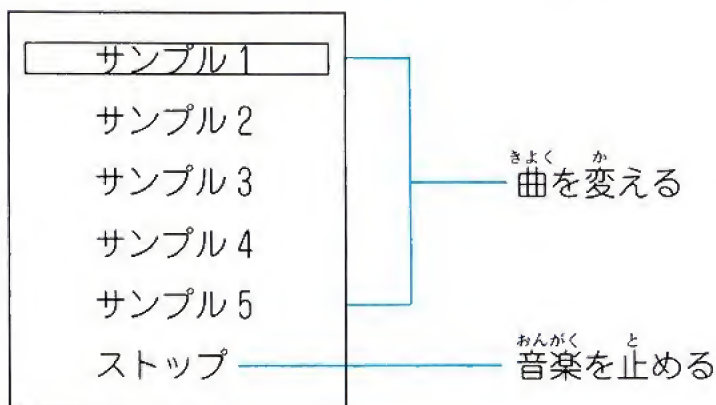 サンプル1
サンプル2
サンプル3
サンプル4
サンプル5
ストップ
きよく か
曲を変える
おんがく と
音楽を止める